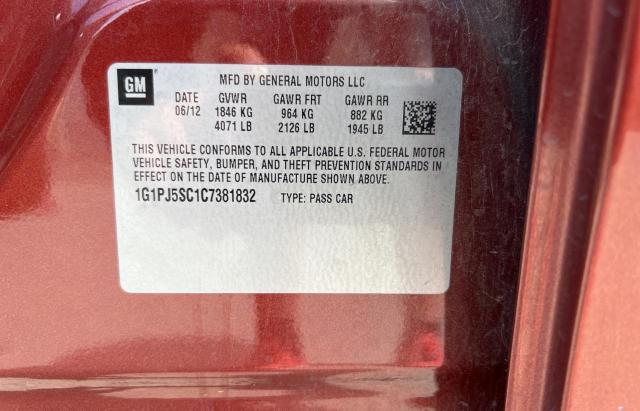 GM
MFD BY GENERAL MOTORS LLC
DATE GVWR GAWR FRT GAWR RR
06/12 1846 KG 964 KG 882 KG
4071 LB 2126 LB 1945 LB
THIS VEHICLE CONFORMS TO ALL APPLICABLE U.S. FEDERAL MOTOR
VEHICLE SAFETY, BUMPER, AND THEFT PREVENTION STANDARDS IN
EFFECT ON THE DATE OF MANUFACTURE SHOWN ABOVE.
1G1PJ5SC1C7381832 TYPE: PASS CAR